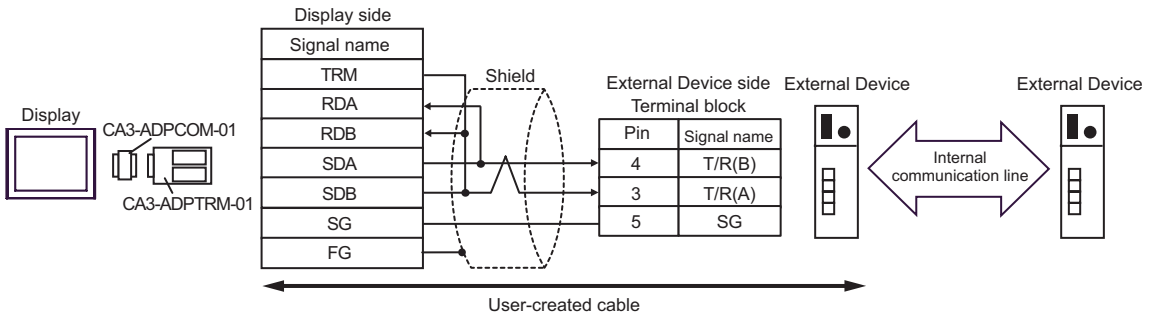 Display side
Signal name
TRM
RDA
RDB
SDA
SDB
SG
FG
Shield
Display
CA3-ADPCOM-01
CA3-ADPTRM-01
External Device side
Terminal block
Pin Signal name
4 T/R(B)
3 T/R(A)
5 SG
External Device
External Device
Internal
communication line
User-created cable